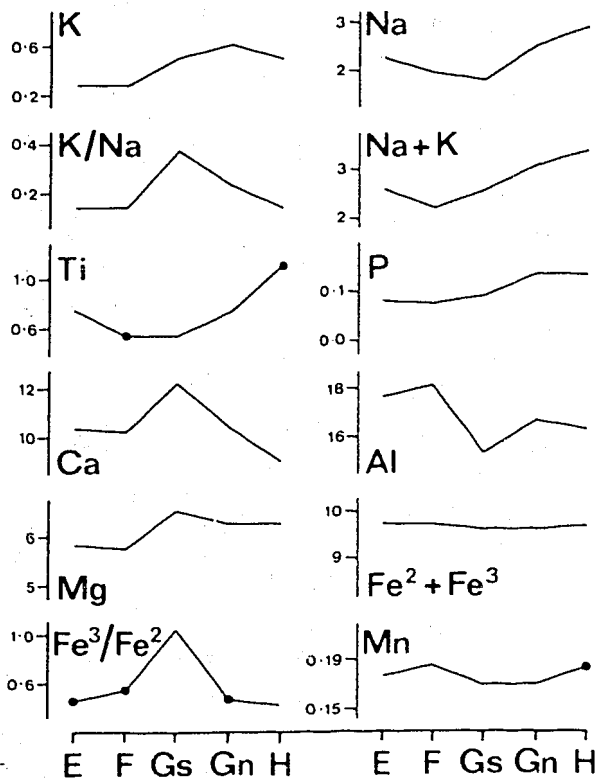 K
0·6
0·2
Na
3
2
K/Na
0·4
0·2
Na+K
3
2
Ti
1·0
0·6
P
0·1
0·0
Ca
12
10
Al
18
16
Mg
6
5
Fe²+Fe³
10
9
Fe³/Fe²
1·0
0·6
Mn
0·19
0·15
E F Gs Gn H
E F Gs Gn H